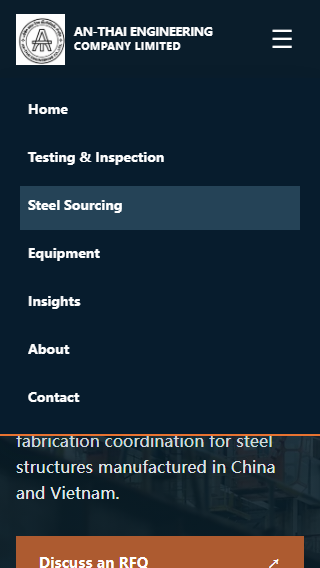 AN-THAI ENGINEERING
COMPANY LIMITED
Home
Testing & Inspection
Steel Sourcing
Equipment
Insights
About
Contact
fabrication coordination for steel
structures manufactured in China
and Vietnam.
Discuss an RFQ